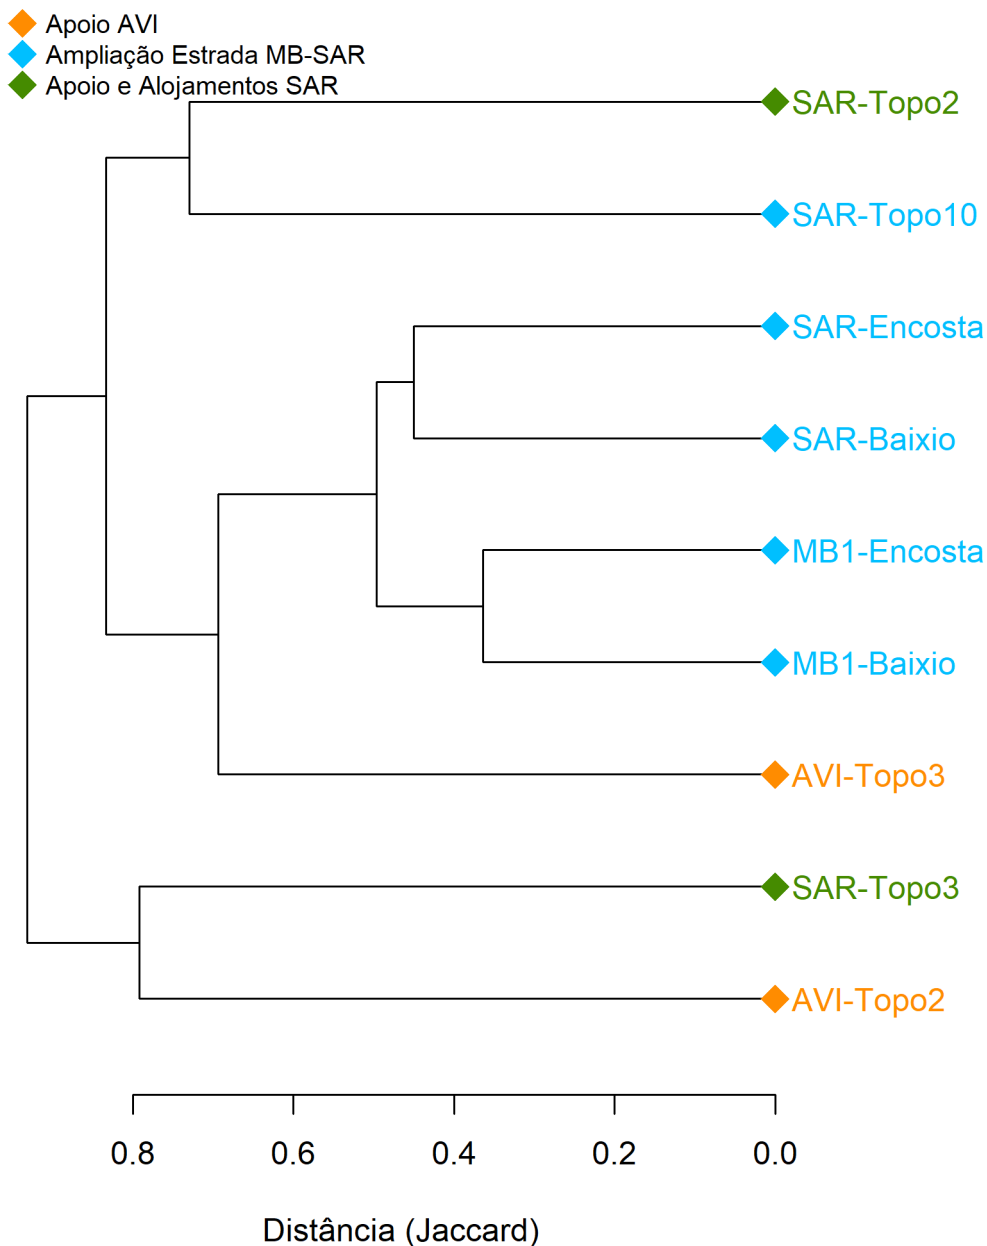 Apoio AVI
Ampliação Estrada MB-SAR
Apoio e Alojamentos SAR
SAR-Topo2
SAR-Topo10
SAR-Encosta
SAR-Baixio
MB1-Encosta
MB1-Baixio
AVI-Topo3
SAR-Topo3
AVI-Topo2
0.8 0.6 0.4 0.2 0.0
Distância (Jaccard)